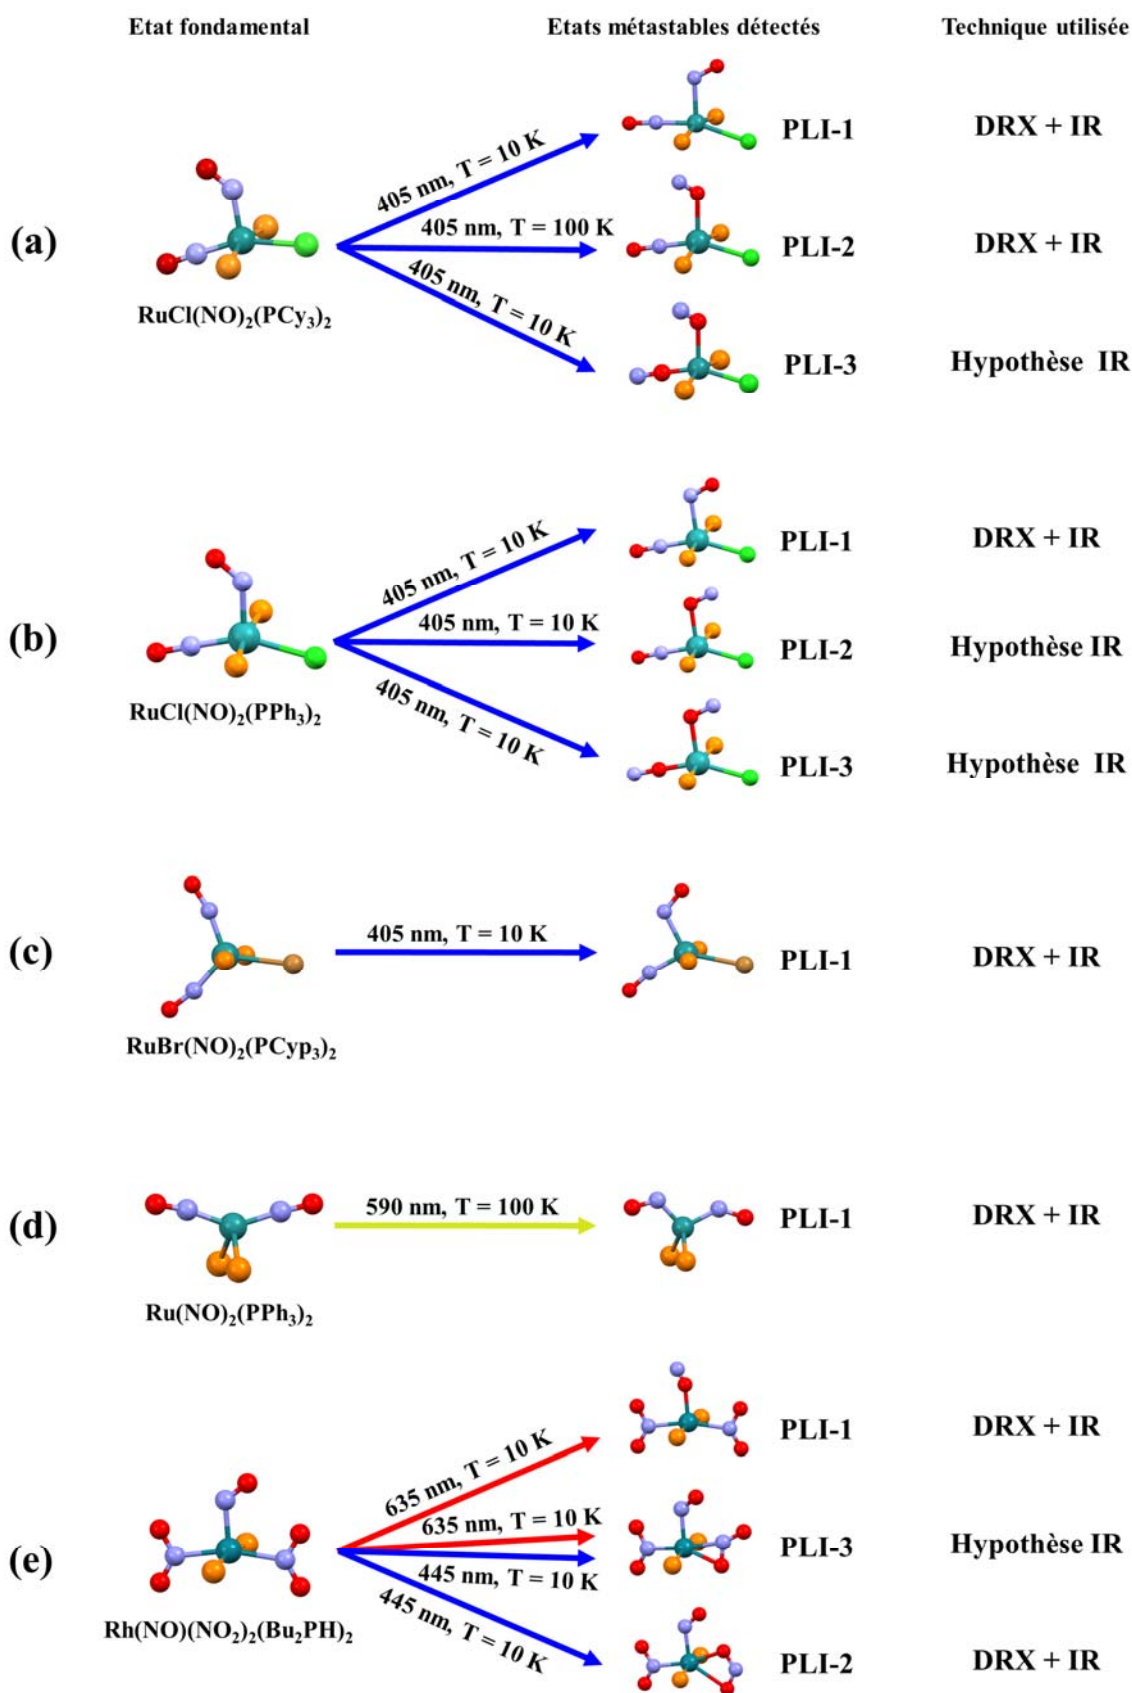 Etat fondamental Etats métastables détectés Technique utilisée
(a)
RuCl(NO)₂(PCy₃)₂
405 nm, T = 10 K
PLI-1 DRX + IR
405 nm, T = 100 K
PLI-2 DRX + IR
405 nm, T = 10 K
PLI-3 Hypothèse IR
(b)
RuCl(NO)₂(PPh₃)₂
405 nm, T = 10 K
PLI-1 DRX + IR
405 nm, T = 10 K
PLI-2 Hypothèse IR
405 nm, T = 10 K
PLI-3 Hypothèse IR
(c)
RuBr(NO)₂(PCyp₃)₂
405 nm, T = 10 K
PLI-1 DRX + IR
(d)
Ru(NO)₂(PPh₃)₂
590 nm, T = 100 K
PLI-1 DRX + IR
(e)
Rh(NO)(NO₂)₂(Bu₂PH)₂
635 nm, T = 10 K
PLI-1 DRX + IR
635 nm, T = 10 K
445 nm, T = 10 K
PLI-3 Hypothèse IR
445 nm, T = 10 K
PLI-2 DRX + IR